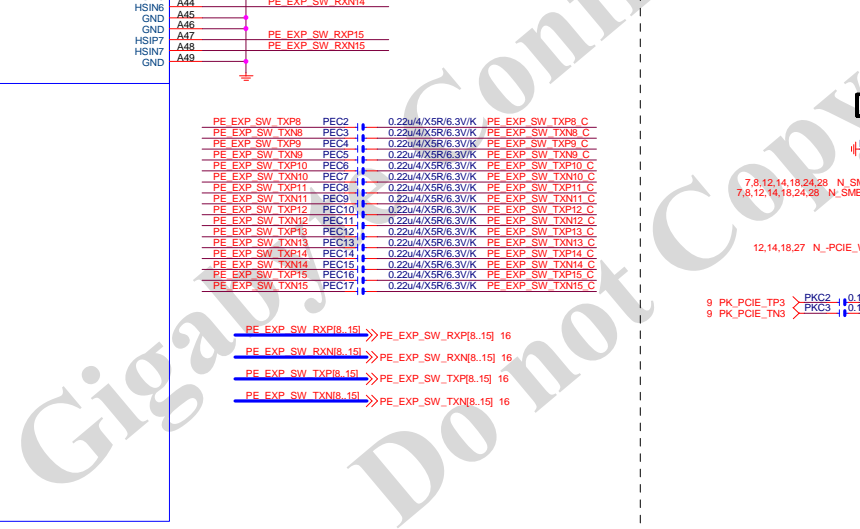 HSIN6 A44 PE_EXP_SW_RXN14
GND A45
GND A46
HSIP7 A47 PE_EXP_SW_RXP15
HSIN7 A48 PE_EXP_SW_RXN15
GND A49
PE_EXP_SW_TXP8 PEC2 0.22u/4/X5R/6.3V/K PE_EXP_SW_TXP8_C
PE_EXP_SW_TXN8 PEC3 0.22u/4/X5R/6.3V/K PE_EXP_SW_TXN8_C
PE_EXP_SW_TXP9 PEC4 0.22u/4/X5R/6.3V/K PE_EXP_SW_TXP9_C
PE_EXP_SW_TXN9 PEC5 0.22u/4/X5R/6.3V/K PE_EXP_SW_TXN9_C
PE_EXP_SW_TXP10 PEC6 0.22u/4/X5R/6.3V/K PE_EXP_SW_TXP10_C
PE_EXP_SW_TXN10 PEC7 0.22u/4/X5R/6.3V/K PE_EXP_SW_TXN10_C
PE_EXP_SW_TXP11 PEC8 0.22u/4/X5R/6.3V/K PE_EXP_SW_TXP11_C
PE_EXP_SW_TXN11 PEC9 0.22u/4/X5R/6.3V/K PE_EXP_SW_TXN11_C
PE_EXP_SW_TXP12 PEC10 0.22u/4/X5R/6.3V/K PE_EXP_SW_TXP12_C
PE_EXP_SW_TXN12 PEC11 0.22u/4/X5R/6.3V/K PE_EXP_SW_TXN12_C
PE_EXP_SW_TXP13 PEC12 0.22u/4/X5R/6.3V/K PE_EXP_SW_TXP13_C
PE_EXP_SW_TXN13 PEC13 0.22u/4/X5R/6.3V/K PE_EXP_SW_TXN13_C
PE_EXP_SW_TXP14 PEC14 0.22u/4/X5R/6.3V/K PE_EXP_SW_TXP14_C
PE_EXP_SW_TXN14 PEC15 0.22u/4/X5R/6.3V/K PE_EXP_SW_TXN14_C
PE_EXP_SW_TXP15 PEC16 0.22u/4/X5R/6.3V/K PE_EXP_SW_TXP15_C
PE_EXP_SW_TXN15 PEC17 0.22u/4/X5R/6.3V/K PE_EXP_SW_TXN15_C
PE_EXP_SW_RXP[8..15] PE_EXP_SW_RXP[8..15] 16
PE_EXP_SW_RXN[8..15] PE_EXP_SW_RXN[8..15] 16
PE_EXP_SW_TXP[8..15] PE_EXP_SW_TXP[8..15] 16
PE_EXP_SW_TXN[8..15] PE_EXP_SW_TXN[8..15] 16
7,8,12,14,18,24,28 N_SM
7,8,12,14,18,24,28 N_SME
12,14,18,27 N_-PCIE_
9 PK_PCIE_TP3 PKC2 0.1
9 PK_PCIE_TN3 PKC3 0.1
Gigabyte Confi
Do not Copy